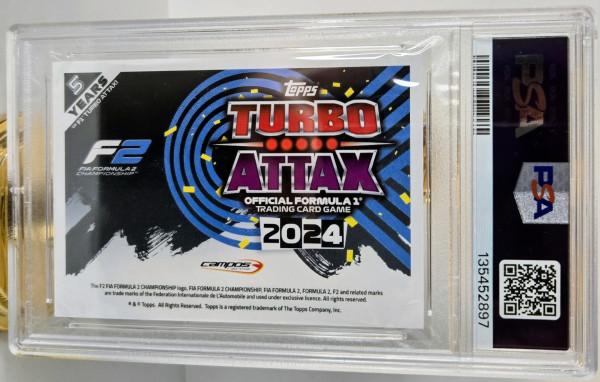 5
YEARS
OF F1 TURBO ATTAX!
topps
TURBO
ATTAX
OFFICIAL FORMULA 1®
TRADING CARD GAME
2024
F2
FIA FORMULA 2
CHAMPIONSHIP™
campos
The F2 FIA FORMULA 2 CHAMPIONSHIP logo, FIA FORMULA 2 CHAMPIONSHIP, FIA FORMULA 2, FORMULA 2, F2 and related marks
are trade marks of the Federation Internationale de L'Automobile and used under exclusive licence. All rights reserved.
® & © Topps. All Rights Reserved. Topps is a registered trademark of The Topps Company, Inc.
PSA
PSA
135452897